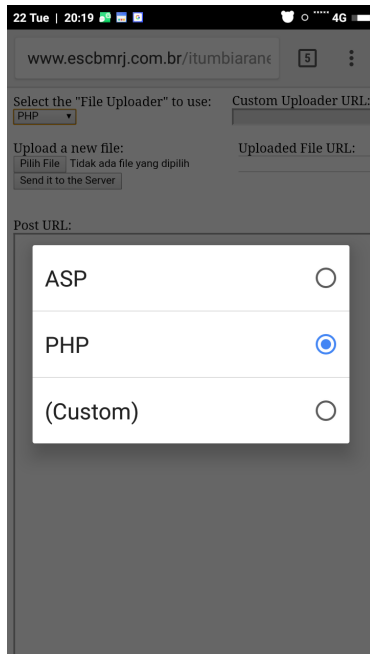 22 Tue | 20:19
4G
www.escbmrj.com.br/itumbiarane
5
Select the "File Uploader" to use:
Custom Uploader URL:
PHP
Upload a new file:
Uploaded File URL:
Pilih File Tidak ada file yang dipilih
Send it to the Server
Post URL:
ASP
PHP
(Custom)